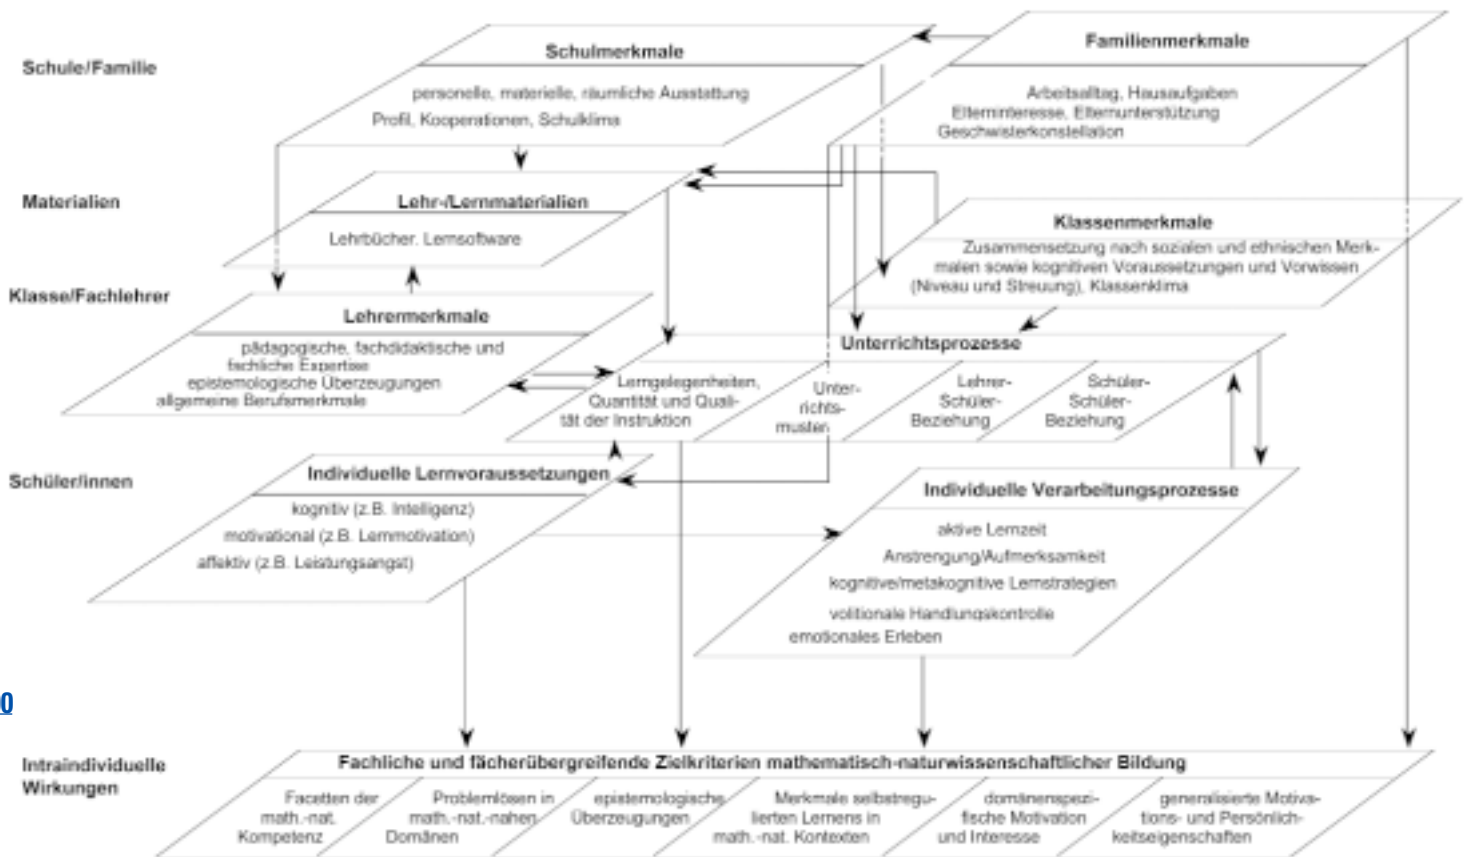 Schule/Familie
Schulmerkmale
personelle, materielle, räumliche Ausstattung
Profil, Kooperationen, Schulklima
Familienmerkmale
Arbeitsalltag, Hausaufgaben
Elterninteresse, Elternunterstützung
Geschwisterkonstellation
Materialien
Lehr-/Lernmaterialien
Lehrbücher. Lernsoftware
Klassenmerkmale
Zusammensetzung nach sozialen und ethnischen Merk-
malen sowie kognitiven Voraussetzungen und Vorwissen
(Niveau und Streuung), Klassenklima
Klasse/Fachlehrer
Lehrermerkmale
pädagogische, fachdidaktische und
fachliche Expertise
epistemologische Überzeugungen
allgemeine Berufsmerkmale
Unterrichtsprozesse
Lerngelegenheiten,
Quantität und Quali-
tät der Instruktion
Unter-
richts-
muster
Lehrer-
Schüler-
Beziehung
Schüler-
Schüler-
Beziehung
Schüler/innen
Individuelle Lernvoraussetzungen
kognitiv (z.B. Intelligenz)
motivational (z.B. Lernmotivation)
affektiv (z.B. Leistungsangst)
Individuelle Verarbeitungsprozesse
aktive Lernzeit
Anstrengung/Aufmerksamkeit
kognitive/metakognitive Lernstrategien
volitionale Handlungskontrolle
emotionales Erleben
Intraindividuelle
Wirkungen
Fachliche und fächerübergreifende Zielkriterien mathematisch-naturwissenschaftlicher Bildung
Facetten der
math.-nat.
Kompetenz
Problemlösen in
math.-nat.-nahen
Domänen
epistemologische
Überzeugungen
Merkmale selbstregu-
lierten Lernens in
math.-nat. Kontexten
domänenspezi-
fische Motivation
und Interesse
generalisierte Motiva-
tions- und Persönlich-
keitseigenschaften